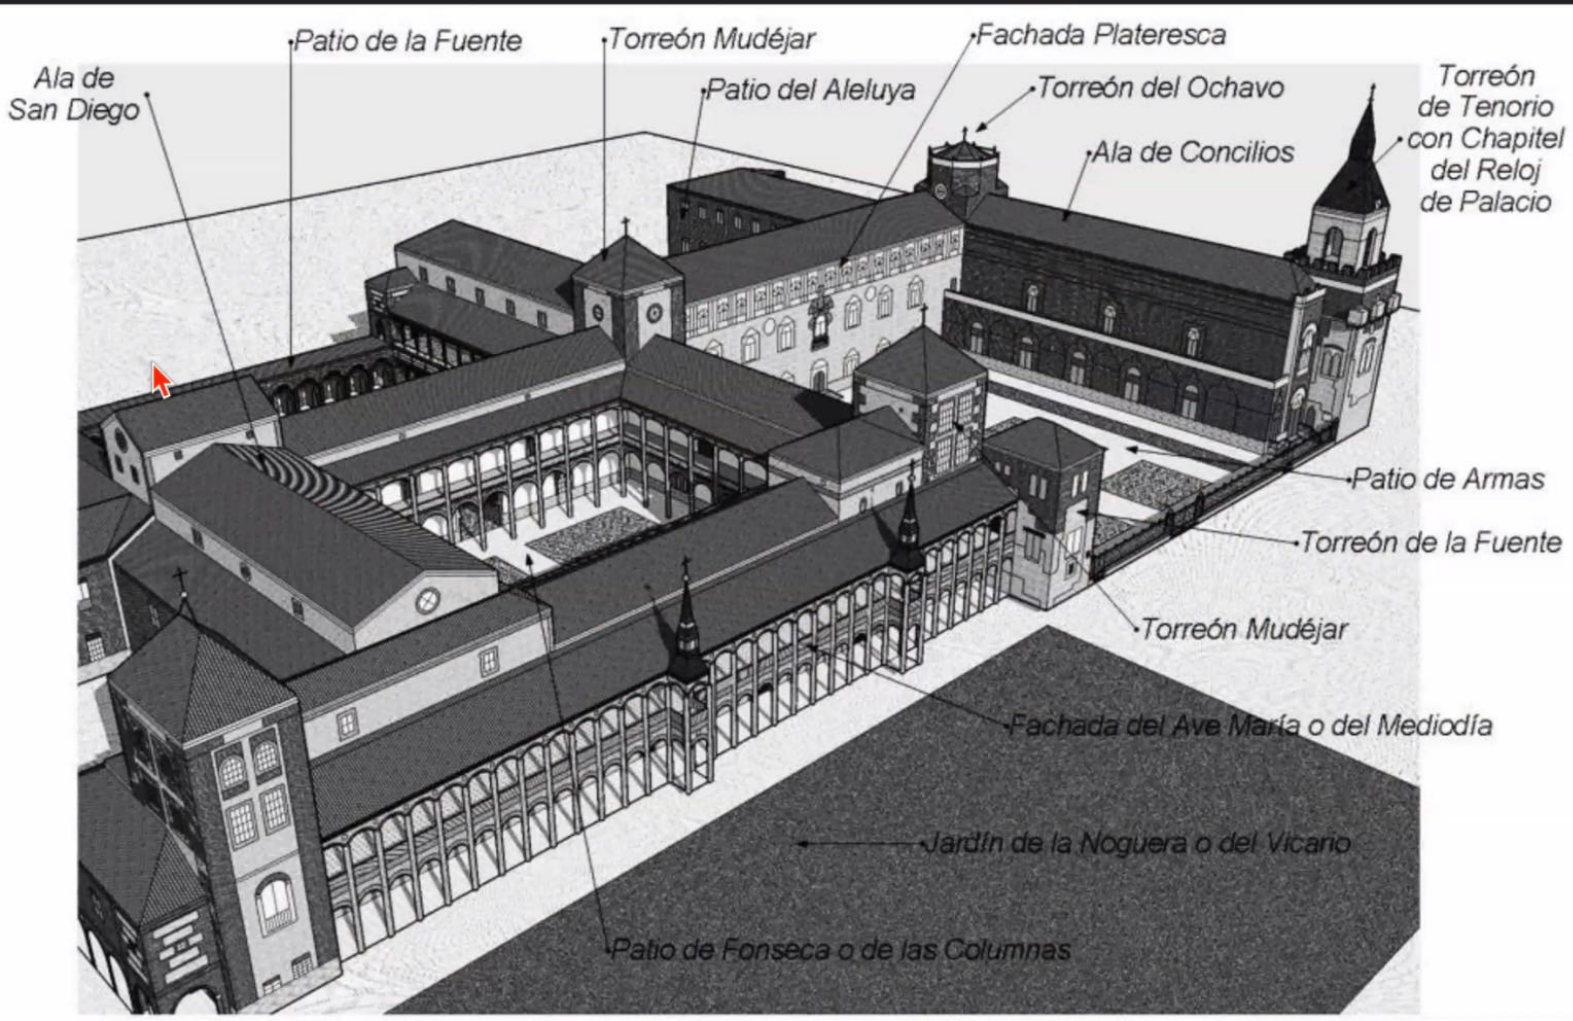 Patio de la Fuente
Torreón Mudéjar
Fachada Plateresca
Ala de
San Diego
Patio del Aleluya
Torreón del Ochavo
Torreón
de Tenorio
con Chapitel
del Reloj
de Palacio
Ala de Concilios
Patio de Armas
Torreón de la Fuente
Torreón Mudéjar
Fachada del Ave María o del Mediodía
Jardín de la Noguera o del Vicario
Patio de Fonseca o de las Columnas